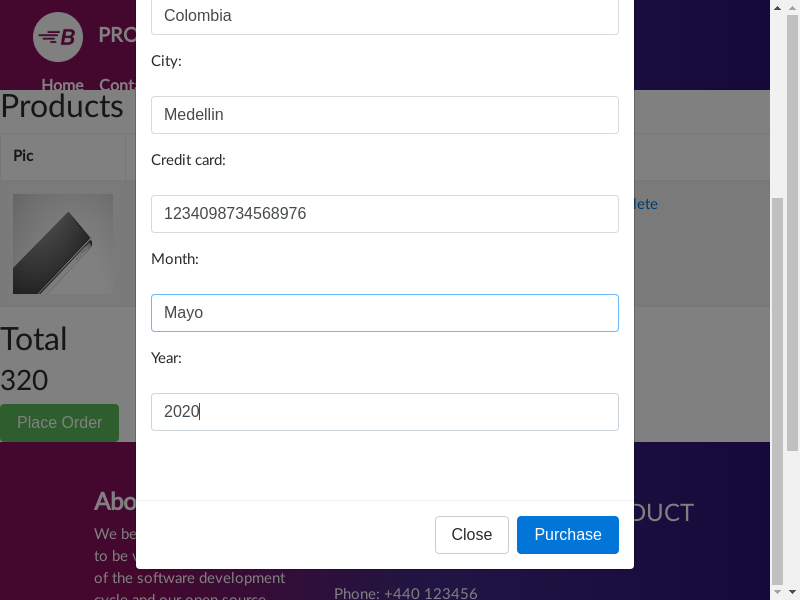 Colombia
City:
Medellin
Credit card:
1234098734568976
Month:
Mayo
Year:
2020
Close
Purchase
PRO
Home Cont
Products
Pic
lete
Total
320
Place Order
Abo
We be
to be w
of the software development
cycle and our open source
DUCT
Phone: +440 123456